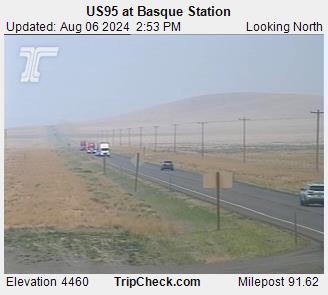 US95 at Basque Station
Updated: Aug 06 2024 2:53 PM Looking North
Elevation 4460 TripCheck.com Milepost 91.62